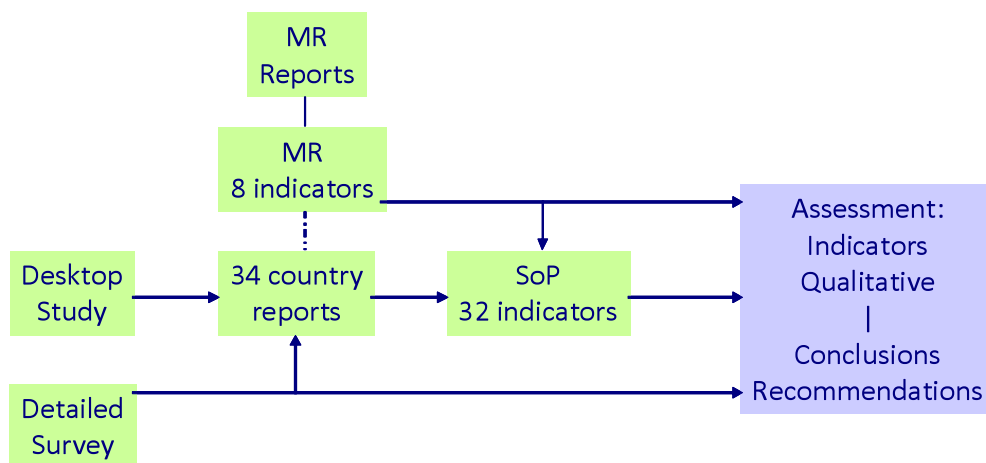 MR
Reports
MR
8 indicators
Desktop
Study
34 country
reports
SoP
32 indicators
Assessment:
Indicators
Qualitative
|
Conclusions
Recommendations
Detailed
Survey